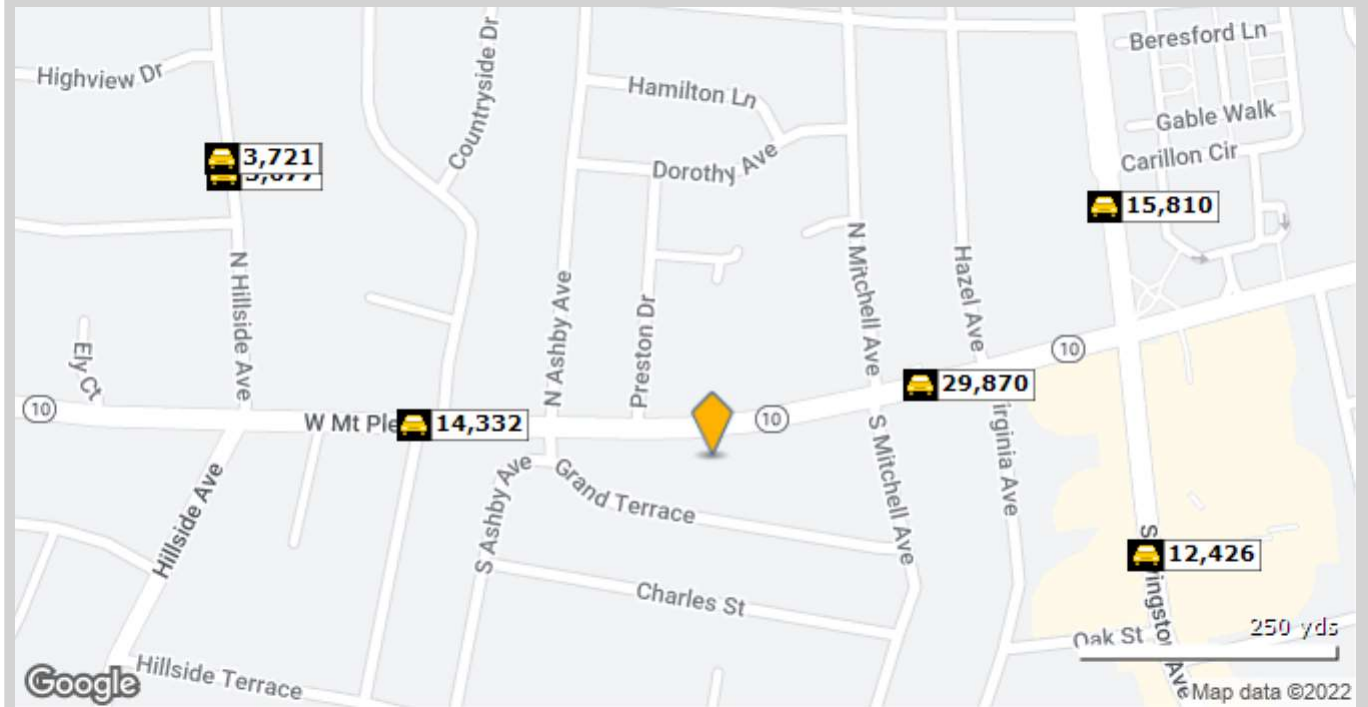 Beresford Ln
Highview Dr
Countryside Dr
Hamilton Ln
Gable Walk
3,721
Dorothy Ave
Carillon Cir
15,810
N Hillside Ave
N Mitchell Ave
Hazel Ave
N Ashby Ave
Preston Dr
Ely Ct
10
29,870
10
W Mt Ple
14,332
10
S Mitchell Ave
irginia Ave
S Ashby Ave
Grand Terrace
Hillside Ave
12,426
Charles St
Oak St
250 yds
Hillside Terrace
Google
Map data ©2022